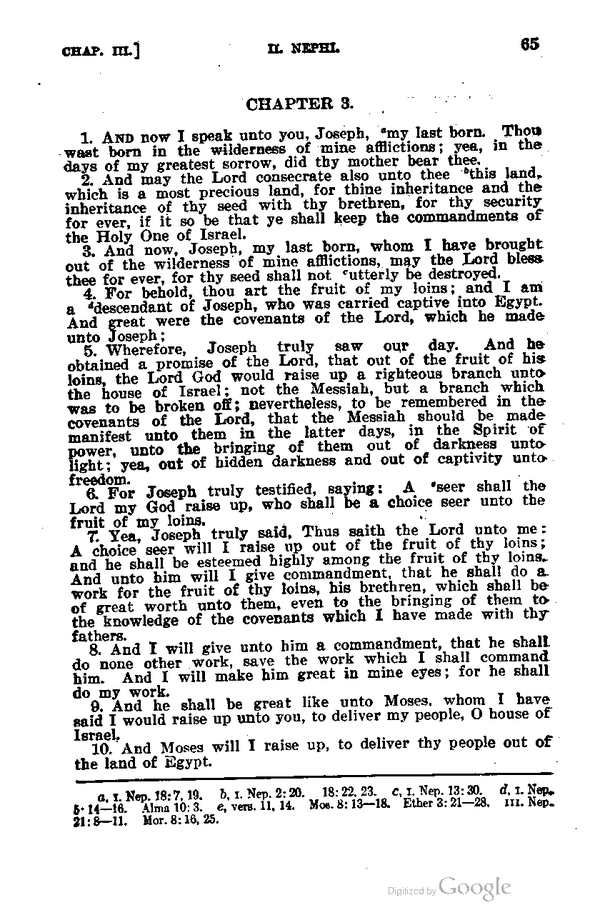 CHAP. III.] II. NEPHI. 65
CHAPTER 3.
1. AND now I speak unto you, Joseph, ᵃmy last born. Thou
wast born in the wilderness of mine afflictions; yea, in the
days of my greatest sorrow, did thy mother bear thee.
2. And may the Lord consecrate also unto thee ᵇthis land,
which is a most precious land, for thine inheritance and the
inheritance of thy seed with thy brethren, for thy security
for ever, if it so be that ye shall keep the commandments of
the Holy One of Israel.
3. And now, Joseph, my last born, whom I have brought
out of the wilderness of mine afflictions, may the Lord bless
thee for ever, for thy seed shall not ᶜutterly be destroyed.
4. For behold, thou art the fruit of my loins; and I am
a ᵈdescendant of Joseph, who was carried captive into Egypt.
And great were the covenants of the Lord, which he made
unto Joseph;
5. Wherefore, Joseph truly saw our day. And he
obtained a promise of the Lord, that out of the fruit of his
loins, the Lord God would raise up a righteous branch unto
the house of Israel; not the Messiah, but a branch which
was to be broken off; nevertheless, to be remembered in the
covenants of the Lord, that the Messiah should be made
manifest unto them in the latter days, in the Spirit of
power, unto the bringing of them out of darkness unto
light; yea, out of hidden darkness and out of captivity unto
freedom.
6. For Joseph truly testified, saying: A ᵉseer shall the
Lord my God raise up, who shall be a choice seer unto the
fruit of my loins.
7. Yea, Joseph truly said, Thus saith the Lord unto me:
A choice seer will I raise up out of the fruit of thy loins;
and he shall be esteemed highly among the fruit of thy loins.
And unto him will I give commandment, that he shall do a
work for the fruit of thy loins, his brethren, which shall be
of great worth unto them, even to the bringing of them to
the knowledge of the covenants which I have made with thy
fathers.
8. And I will give unto him a commandment, that he shall
do none other work, save the work which I shall command
him. And I will make him great in mine eyes; for he shall
do my work.
9. And he shall be great like unto Moses, whom I have
said I would raise up unto you, to deliver my people, O house of
Israel.
10. And Moses will I raise up, to deliver thy people out of
the land of Egypt.
a, I. Nep. 18:7, 19. b, I. Nep. 2:20. 18:22, 23. c, I. Nep. 13:30. d, I. Nep.
5:14—16. Alma 10:3. e, vers. 11, 14. Mos. 8:13—18. Ether 3:21—28. III. Nep.
21:8—11. Mor. 8:16, 25.
Digitized by Google